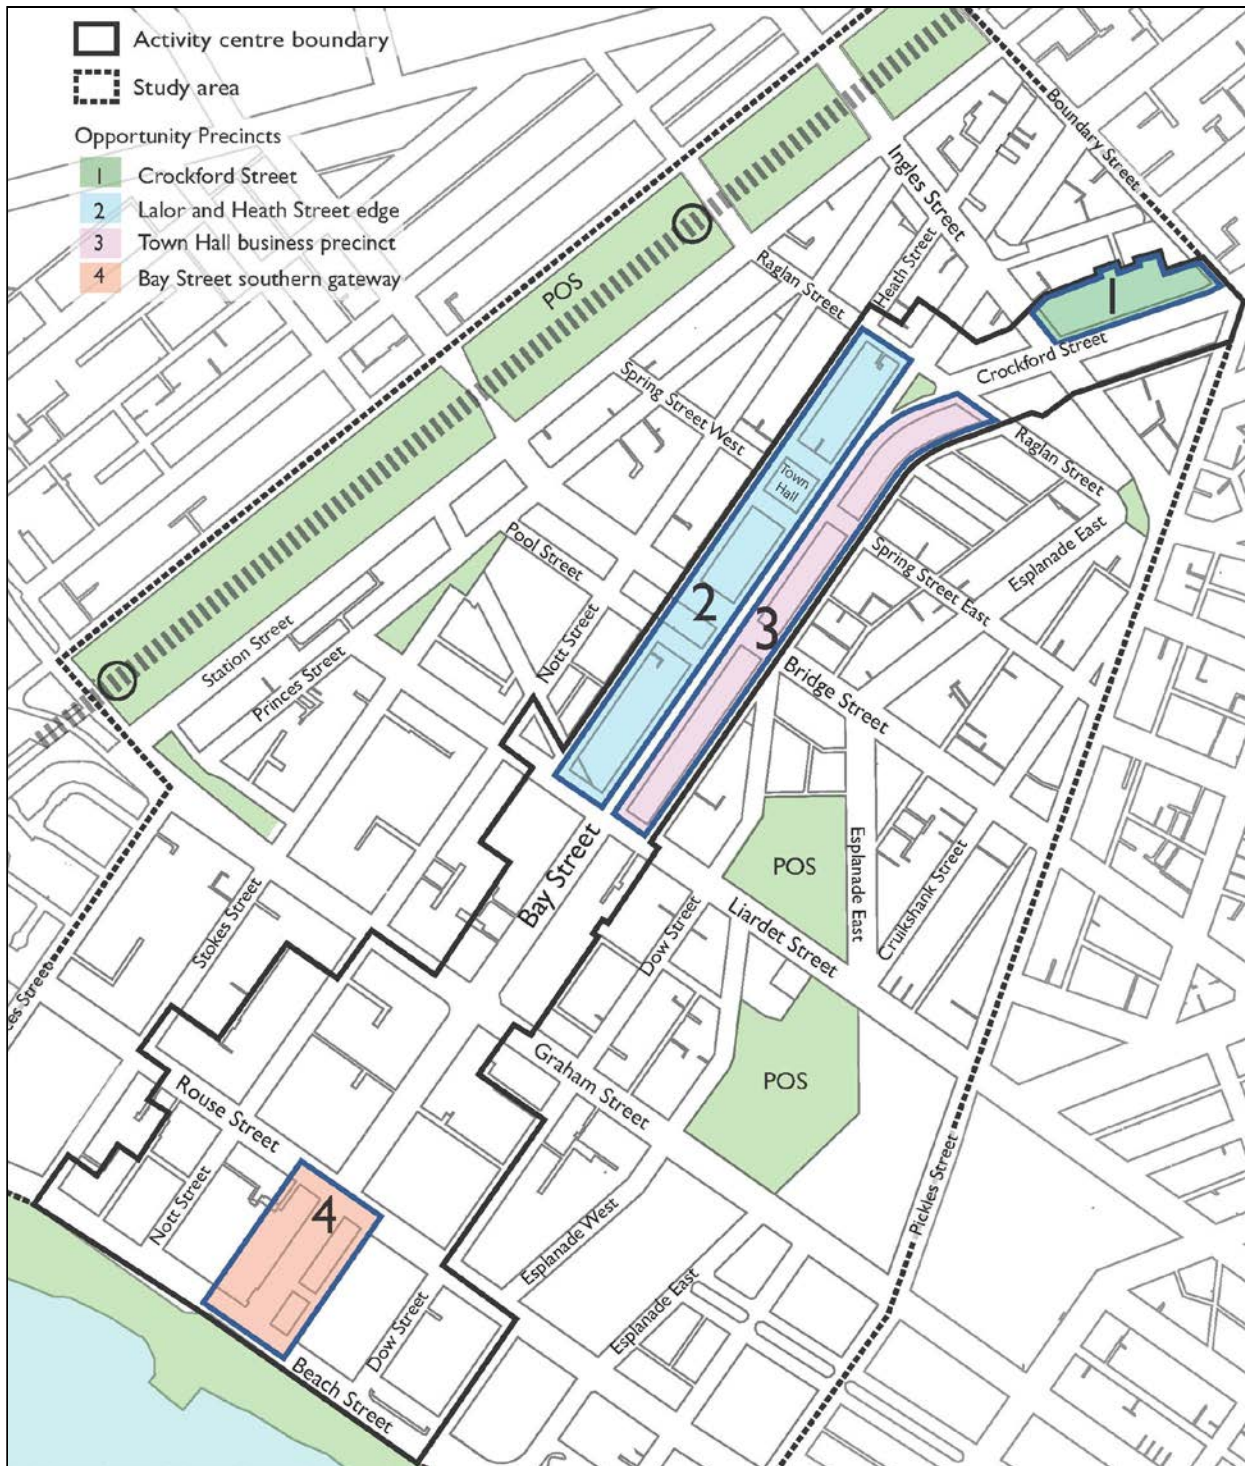 Activity centre boundary
Study area
Opportunity Precincts
1 Crockford Street
2 Lalor and Heath Street edge
3 Town Hall business precinct
4 Bay Street southern gateway
Boundary Street
Ingles Street
Heath Street
Raglan Street
POS
1
Crockford Street
Spring Street West
Town
Hall
Raglan Street
Esplanade East
Spring Street East
Pool Street
2
3
Nott Street
Station Street
Princes Street
Bridge Street
Bay Street
POS
Esplanade East
Cruikshank Street
Stokes Street
Dow Street
Liardet Street
ces Street
Graham Street
POS
Rouse Street
Pickles Street
Nott Street
4
Esplanade West
Esplanade East
Dow Street
Beach Street